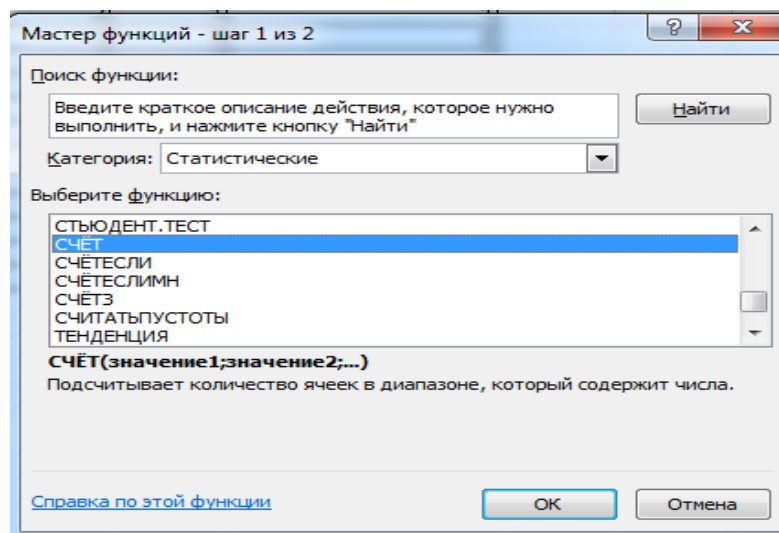 Мастер функций - шаг 1 из 2
Поиск функции:
Введите краткое описание действия, которое нужно
выполнить, и нажмите кнопку "Найти"
Найти
Категория: Статистические
Выберите функцию:
СТЬЮДЕНТ.ТЕСТ
СЧЁТ
СЧЁТЕСЛИ
СЧЁТЕСЛИМН
СЧЁТЗ
СЧИТАТЬПУСТОТЫ
ТЕНДЕНЦИЯ
СЧЁТ(значение1;значение2;...)
Подсчитывает количество ячеек в диапазоне, который содержит числа.
Справка по этой функции
ОК
Отмена